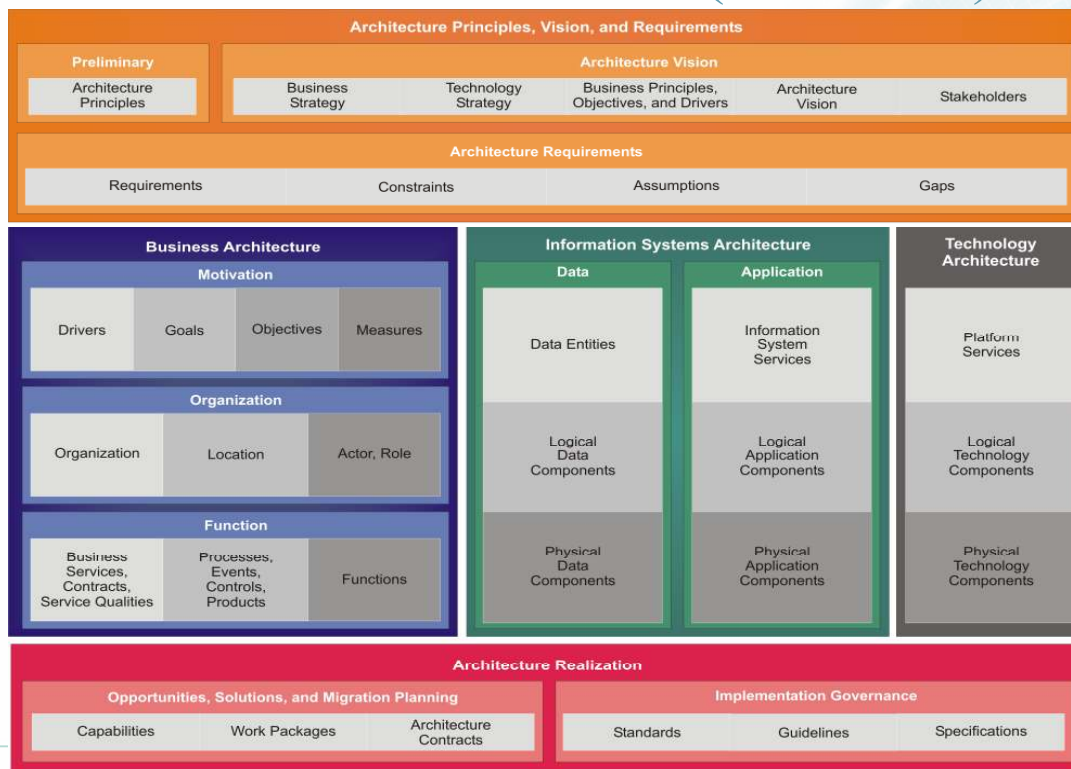 Architecture Principles, Vision, and Requirements
Preliminary
Architecture
Principles
Architecture Vision
Business
Strategy
Technology
Strategy
Business Principles,
Objectives, and Drivers
Architecture
Vision
Stakeholders
Architecture Requirements
Requirements
Constraints
Assumptions
Gaps
Business Architecture
Motivation
Drivers
Goals
Objectives
Measures
Organization
Organization
Location
Actor, Role
Function
Business
Services,
Contracts,
Service Qualities
Processes,
Events,
Controls,
Products
Functions
Information Systems Architecture
Data
Data Entities
Logical
Data
Components
Physical
Data
Components
Application
Information
System
Services
Logical
Application
Components
Physical
Application
Components
Technology
Architecture
Platform
Services
Logical
Technology
Components
Physical
Technology
Components
Architecture Realization
Opportunities, Solutions, and Migration Planning
Capabilities
Work Packages
Architecture
Contracts
Implementation Governance
Standards
Guidelines
Specifications